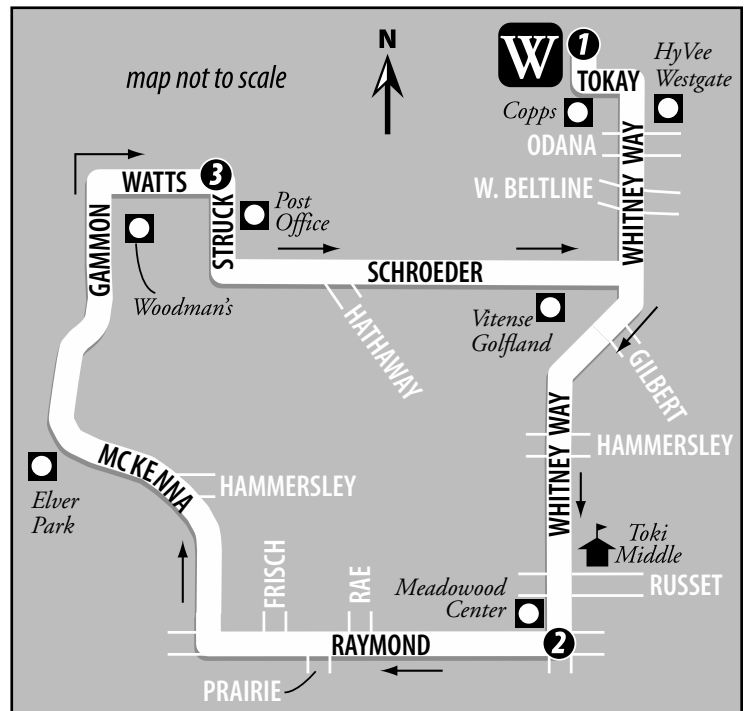 N
map not to scale
W
1
TOKAY
HyVee
Westgate
Copps
ODANA
WHITNEY WAY
W. BELTLINE
WATTS
3
Post
Office
STRUCK
GAMMON
Woodman's
SCHROEDER
HATHAWAY
Vitense
Golfland
GILBERT
WHITNEY WAY
HAMMERSLEY
MCKENNA
HAMMERSLEY
Elver
Park
Toki
Middle
FRISCH
RAE
Meadowood
Center
RUSSET
RAYMOND
2
PRAIRIE